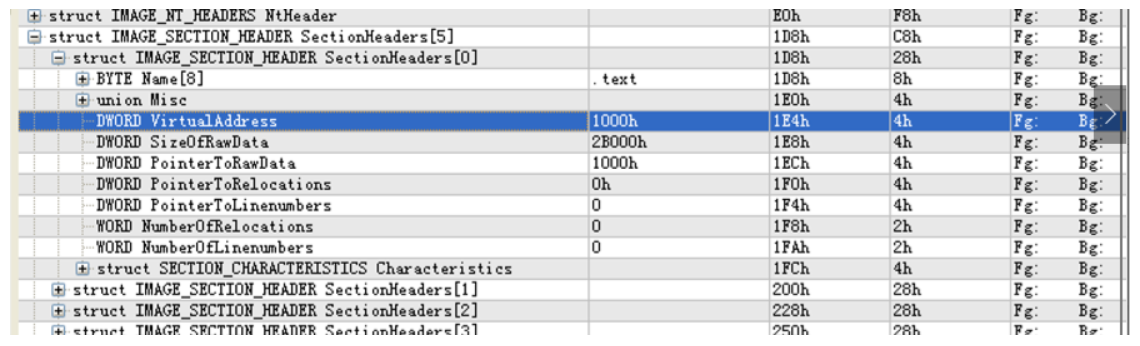 struct IMAGE_NT_HEADERS NtHeader E0h F8h Fg: Bg:
struct IMAGE_SECTION_HEADER SectionHeaders[5] 1D8h C8h Fg: Bg:
struct IMAGE_SECTION_HEADER SectionHeaders[0] 1D8h 28h Fg: Bg:
BYTE Name[8] .text 1D8h 8h Fg: Bg:
union Misc 1E0h 4h Fg: Bg:
DWORD VirtualAddress 1000h 1E4h 4h Fg: Bg:
DWORD SizeOfRawData 2B000h 1E8h 4h Fg: Bg:
DWORD PointerToRawData 1000h 1ECh 4h Fg: Bg:
DWORD PointerToRelocations 0h 1F0h 4h Fg: Bg:
DWORD PointerToLinenumbers 0 1F4h 4h Fg: Bg:
WORD NumberOfRelocations 0 1F8h 2h Fg: Bg:
WORD NumberOfLinenumbers 0 1FAh 2h Fg: Bg:
struct SECTION_CHARACTERISTICS Characteristics 1FCh 4h Fg: Bg:
struct IMAGE_SECTION_HEADER SectionHeaders[1] 200h 28h Fg: Bg:
struct IMAGE_SECTION_HEADER SectionHeaders[2] 228h 28h Fg: Bg:
struct IMAGE_SECTION_HEADER SectionHeaders[3] 250h 28h Fg: Bg: